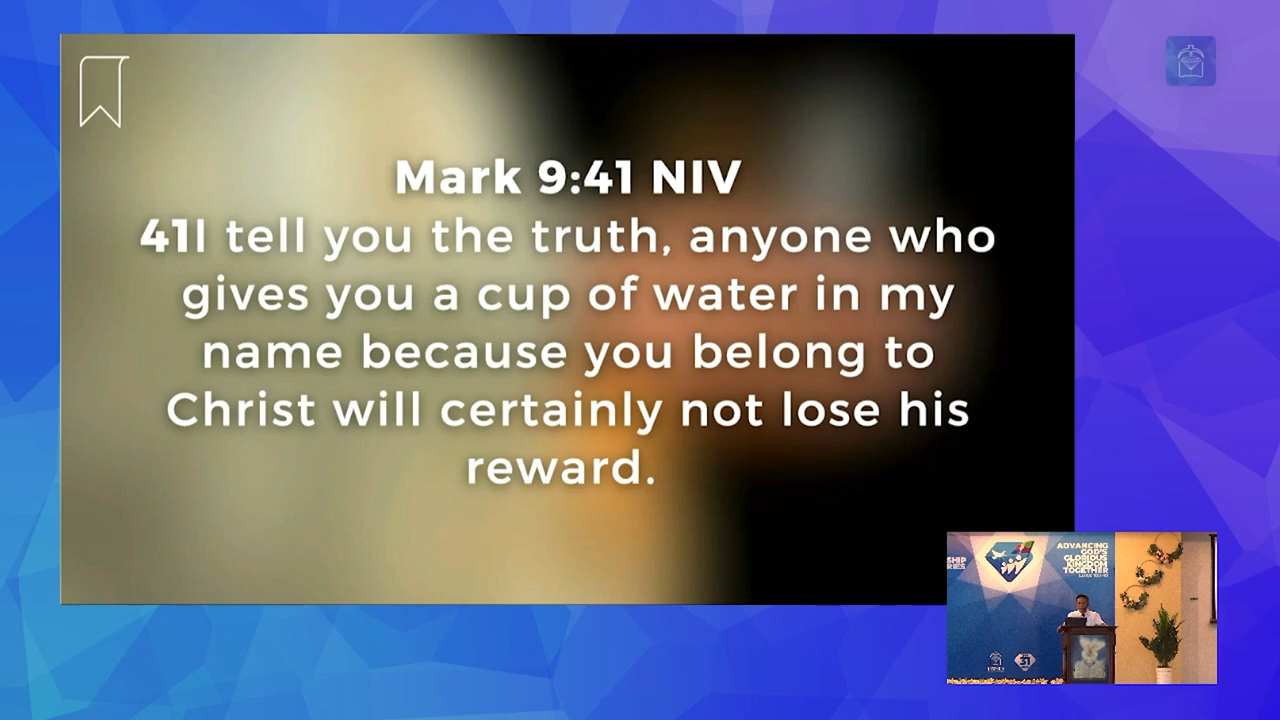 Mark 9:41 NIV
41I tell you the truth, anyone who
gives you a cup of water in my
name because you belong to
Christ will certainly not lose his
reward.
ADVANCING
GOD'S
GLORIOUS
KINGDOM
TOGETHER
31